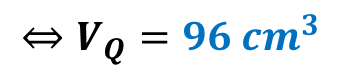 ⇔ V_Q = 96 cm³